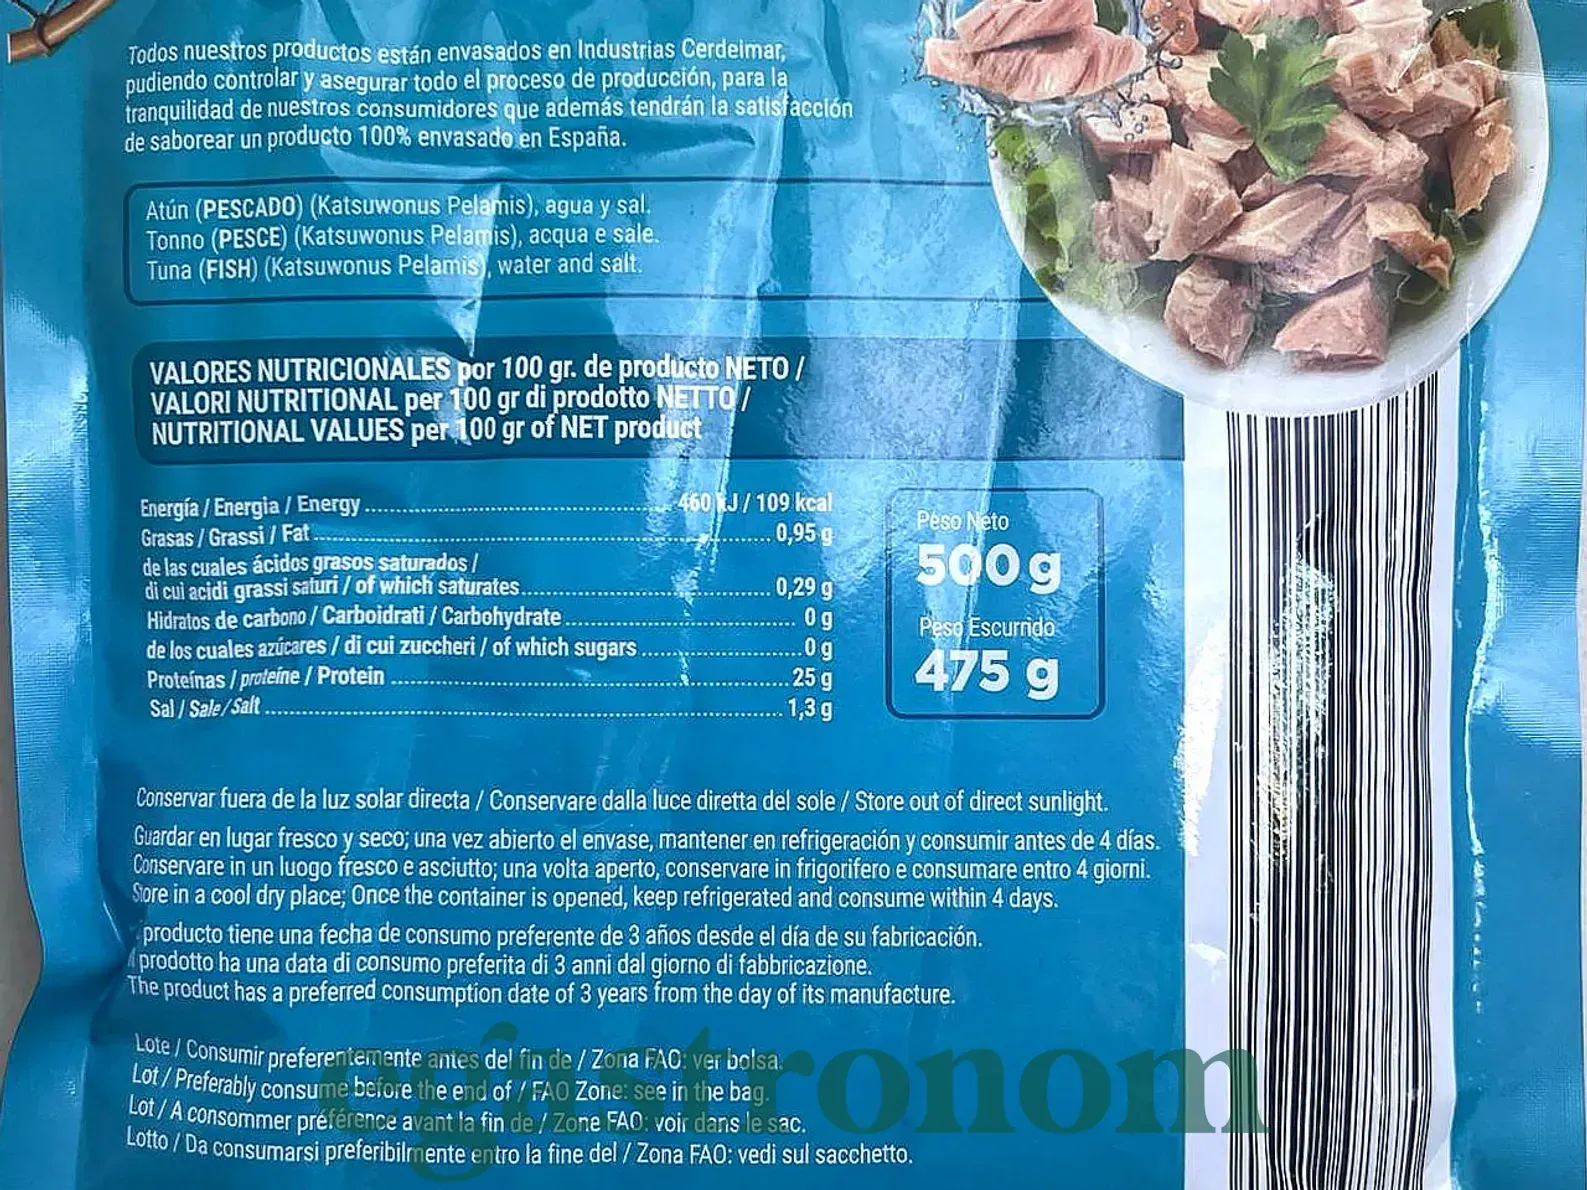 Todos nuestros productos están envasados en Industrias Cerdeimar,
pudiendo controlar y asegurar todo el proceso de producción, para la
tranquilidad de nuestros consumidores que además tendrán la satisfacción
de saborear un producto 100% envasado en España.
Atún (PESCADO) (Katsuwonus Pelamis), agua y sal.
Tonno (PESCE) (Katsuwonus Pelamis), acqua e sale.
Tuna (FISH) (Katsuwonus Pelamis), water and salt.
VALORES NUTRICIONALES por 100 gr. de producto NETO /
VALORI NUTRITIONAL per 100 gr di prodotto NETTO /
NUTRITIONAL VALUES per 100 gr of NET product
Energía / Energia / Energy 460 kJ / 109 kcal
Grasas / Grassi / Fat 0,95 g
de las cuales ácidos grasos saturados /
di cui acidi grassi saturi / of which saturates 0,29 g
Hidratos de carbono / Carboidrati / Carbohydrate 0 g
de los cuales azúcares / di cui zuccheri / of which sugars 0 g
Proteínas / proteíne / Protein 25 g
Sal / Sale / Salt 1,3 g
Peso Neto
500 g
Peso Escurrido
475 g
Conservar fuera de la luz solar directa / Conservare dalla luce diretta del sole / Store out of direct sunlight.
Guardar en lugar fresco y seco; una vez abierto el envase, mantener en refrigeración y consumir antes de 4 días.
Conservare in un luogo fresco e asciutto; una volta aperto, conservare in frigorifero e consumare entro 4 giorni.
Store in a cool dry place; Once the container is opened, keep refrigerated and consume within 4 days.
producto tiene una fecha de consumo preferente de 3 años desde el día de su fabricación.
prodotto ha una data di consumo preferita di 3 anni dal giorno di fabbricazione.
The product has a preferred consumption date of 3 years from the day of its manufacture.
Lote / Consumir preferentemente antes del fin de / Zona FAO: ver bolsa.
Lot / Preferably consume before the end of / FAO Zone: see in the bag.
Lot / A consommer préférence avant la fin de / Zone FAO: voir dans le sac.
Lotto / Da consumarsi preferibilmente entro la fine del / Zona FAO: vedi sul sacchetto.
gastronom